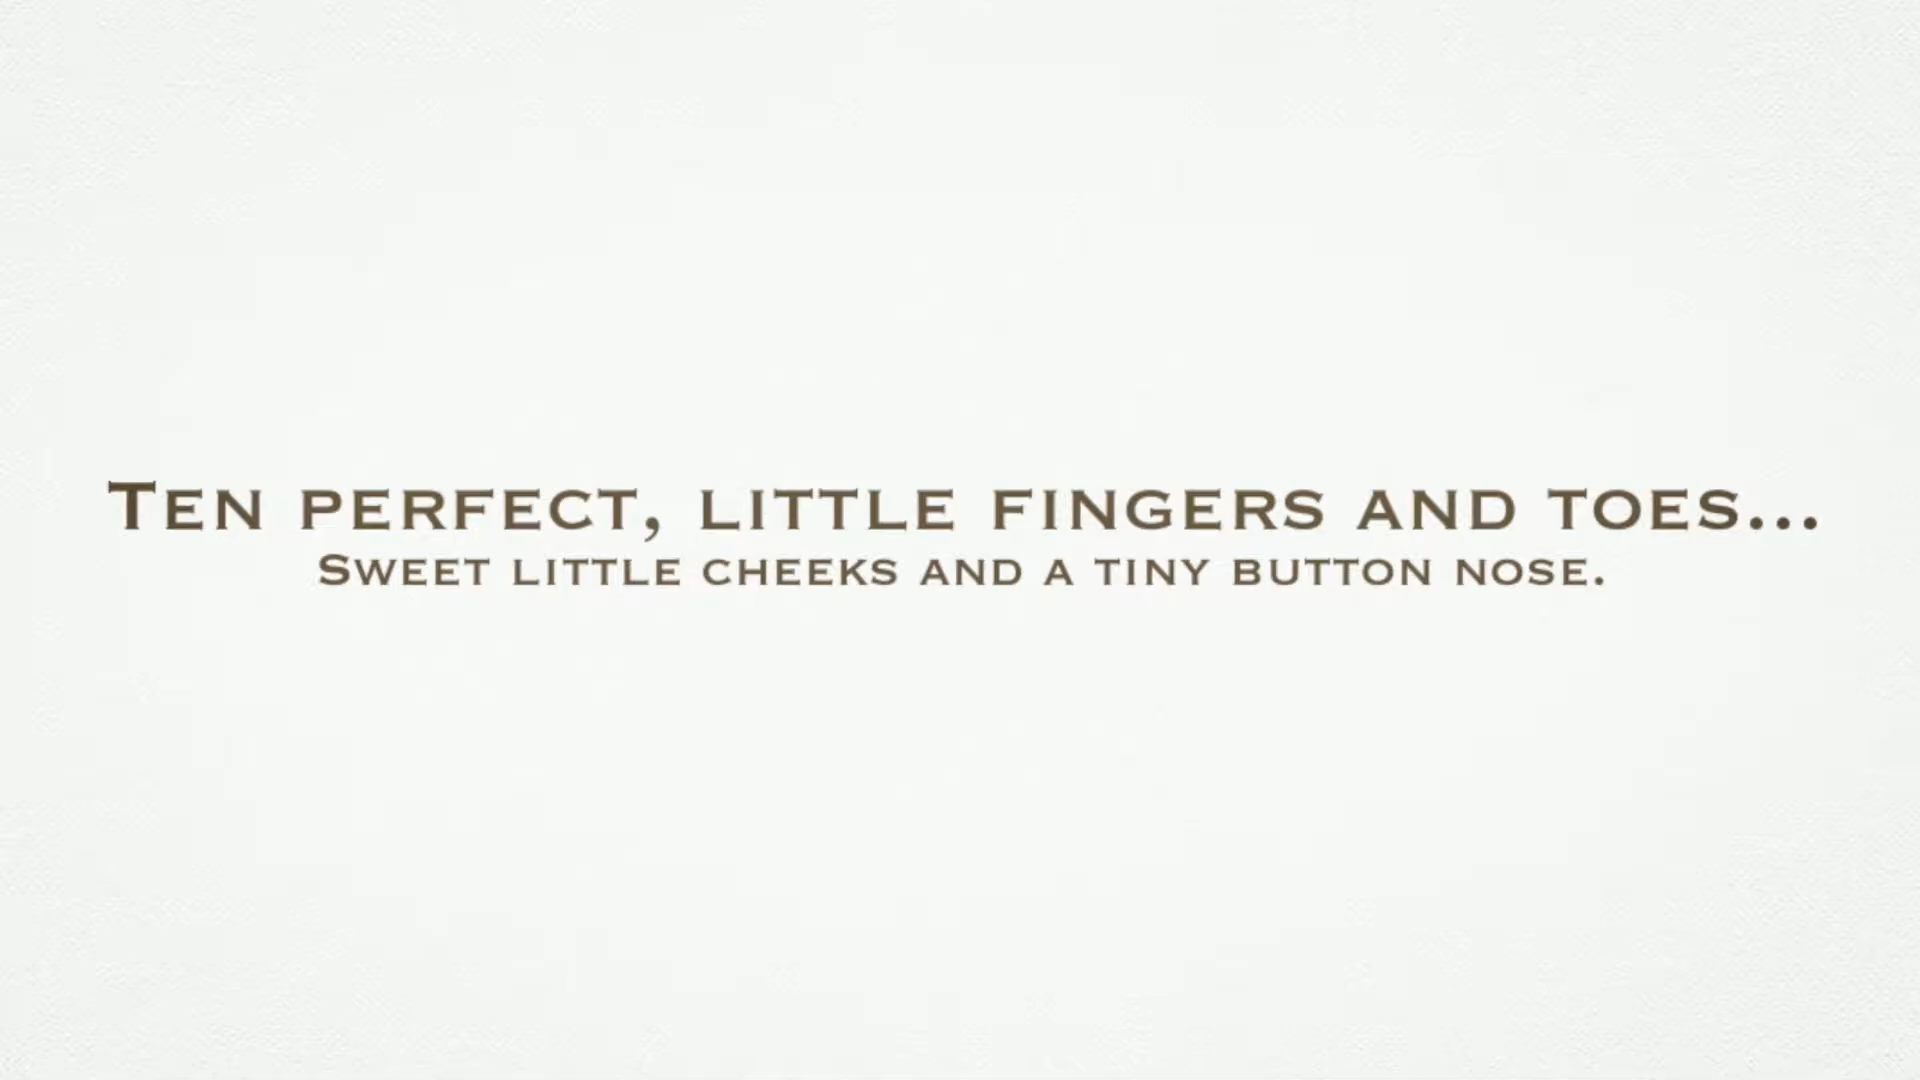 Ten perfect, little fingers and toes...
Sweet little cheeks and a tiny button nose.